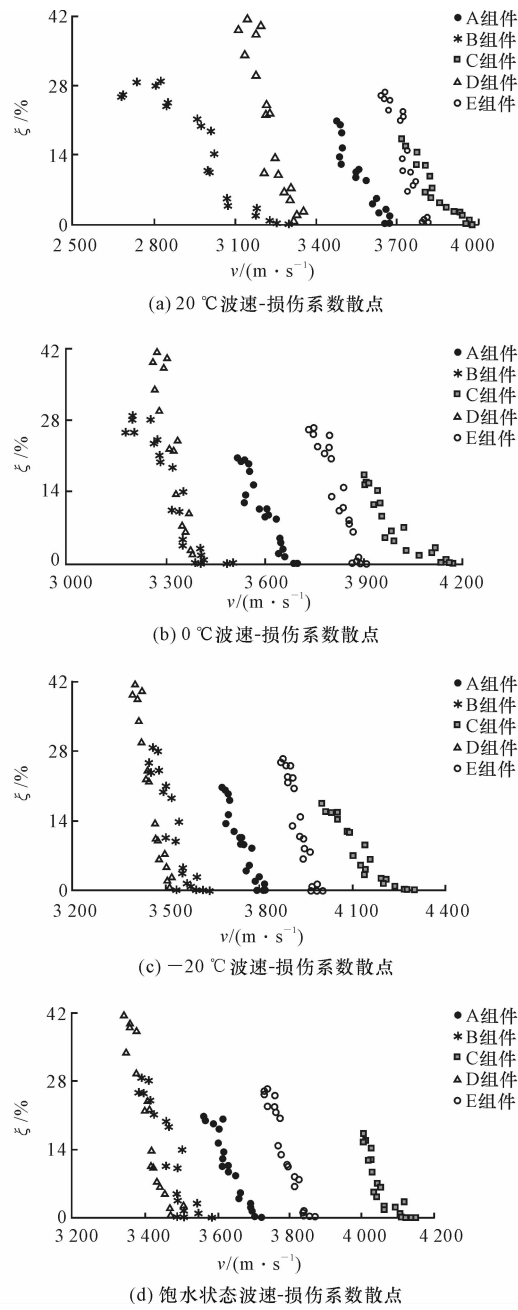 42
28
14
0
ξ/%
2 500
2 800
3 100
3 400
3 700
4 000
v/(m·s⁻¹)
A组件
B组件
C组件
D组件
E组件
(a) 20 ℃波速-损伤系数散点
42
28
14
0
ξ/%
3 000
3 300
3 600
3 900
4 200
v/(m·s⁻¹)
A组件
B组件
C组件
D组件
E组件
(b) 0 ℃波速-损伤系数散点
42
28
14
0
ξ/%
3 200
3 500
3 800
4 100
4 400
v/(m·s⁻¹)
A组件
B组件
C组件
D组件
E组件
(c) －20 ℃波速-损伤系数散点
42
28
14
0
ξ/%
3 200
3 400
3 600
3 800
4 000
4 200
v/(m·s⁻¹)
A组件
B组件
C组件
D组件
E组件
(d) 饱水状态波速-损伤系数散点